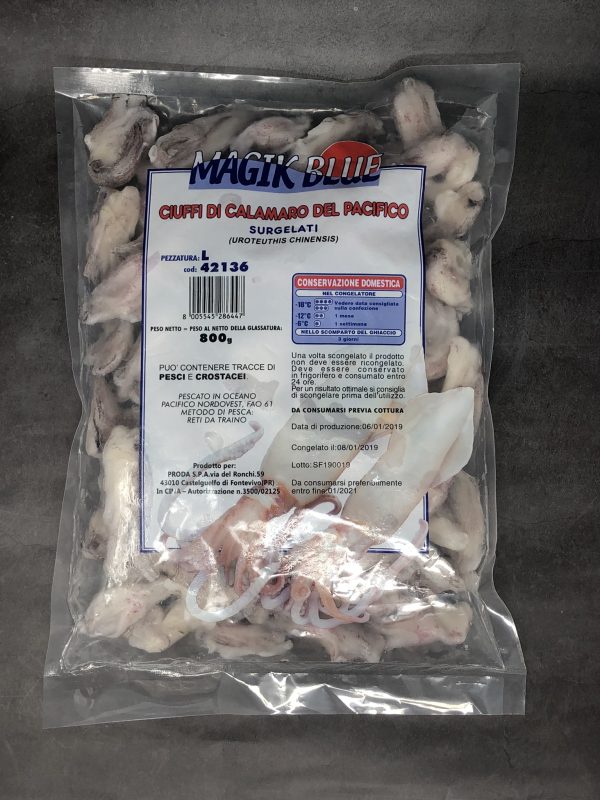 MAGIK BLUE
CIUFFI DI CALAMARO DEL PACIFICO
SURGELATI
(UROTEUTHIS CHINENSIS)
PEZZATURA: L
cod: 42136
8 005545 286447
PESO NETTO = PESO AL NETTO DELLA GLASSATURA:
800g
PUO' CONTENERE TRACCE DI
PESCI E CROSTACEI.
PESCATO IN OCEANO
PACIFICO NORDOVEST, FAO 61
METODO DI PESCA:
RETI DA TRAINO
Prodotto per:
PRODA S.P.A. via del Ronchi.59
43010 Castelguelfo di Fontevivo(PR)
In CINA – Autorizzazione n.3500/02125
CONSERVAZIONE DOMESTICA
NEL CONGELATORE
-18°C Vedere data consigliata
sulla confezione
-12°C 1 mese
-6°C 1 settimana
NELLO SCOMPARTO DEL GHIACCIO
3 giorni
Una volta scongelato il prodotto
non deve essere ricongelato.
Deve essere conservato
in frigorifero e consumato entro
24 ore.
Per un risultato ottimale si consiglia
di scongelare prima dell'utilizzo.
DA CONSUMARSI PREVIA COTTURA
Data di produzione:06/01/2019
Congelato il:08/01/2019
Lotto: SF190019
Da consumarsi preferibilmente
entro fine:01/2021